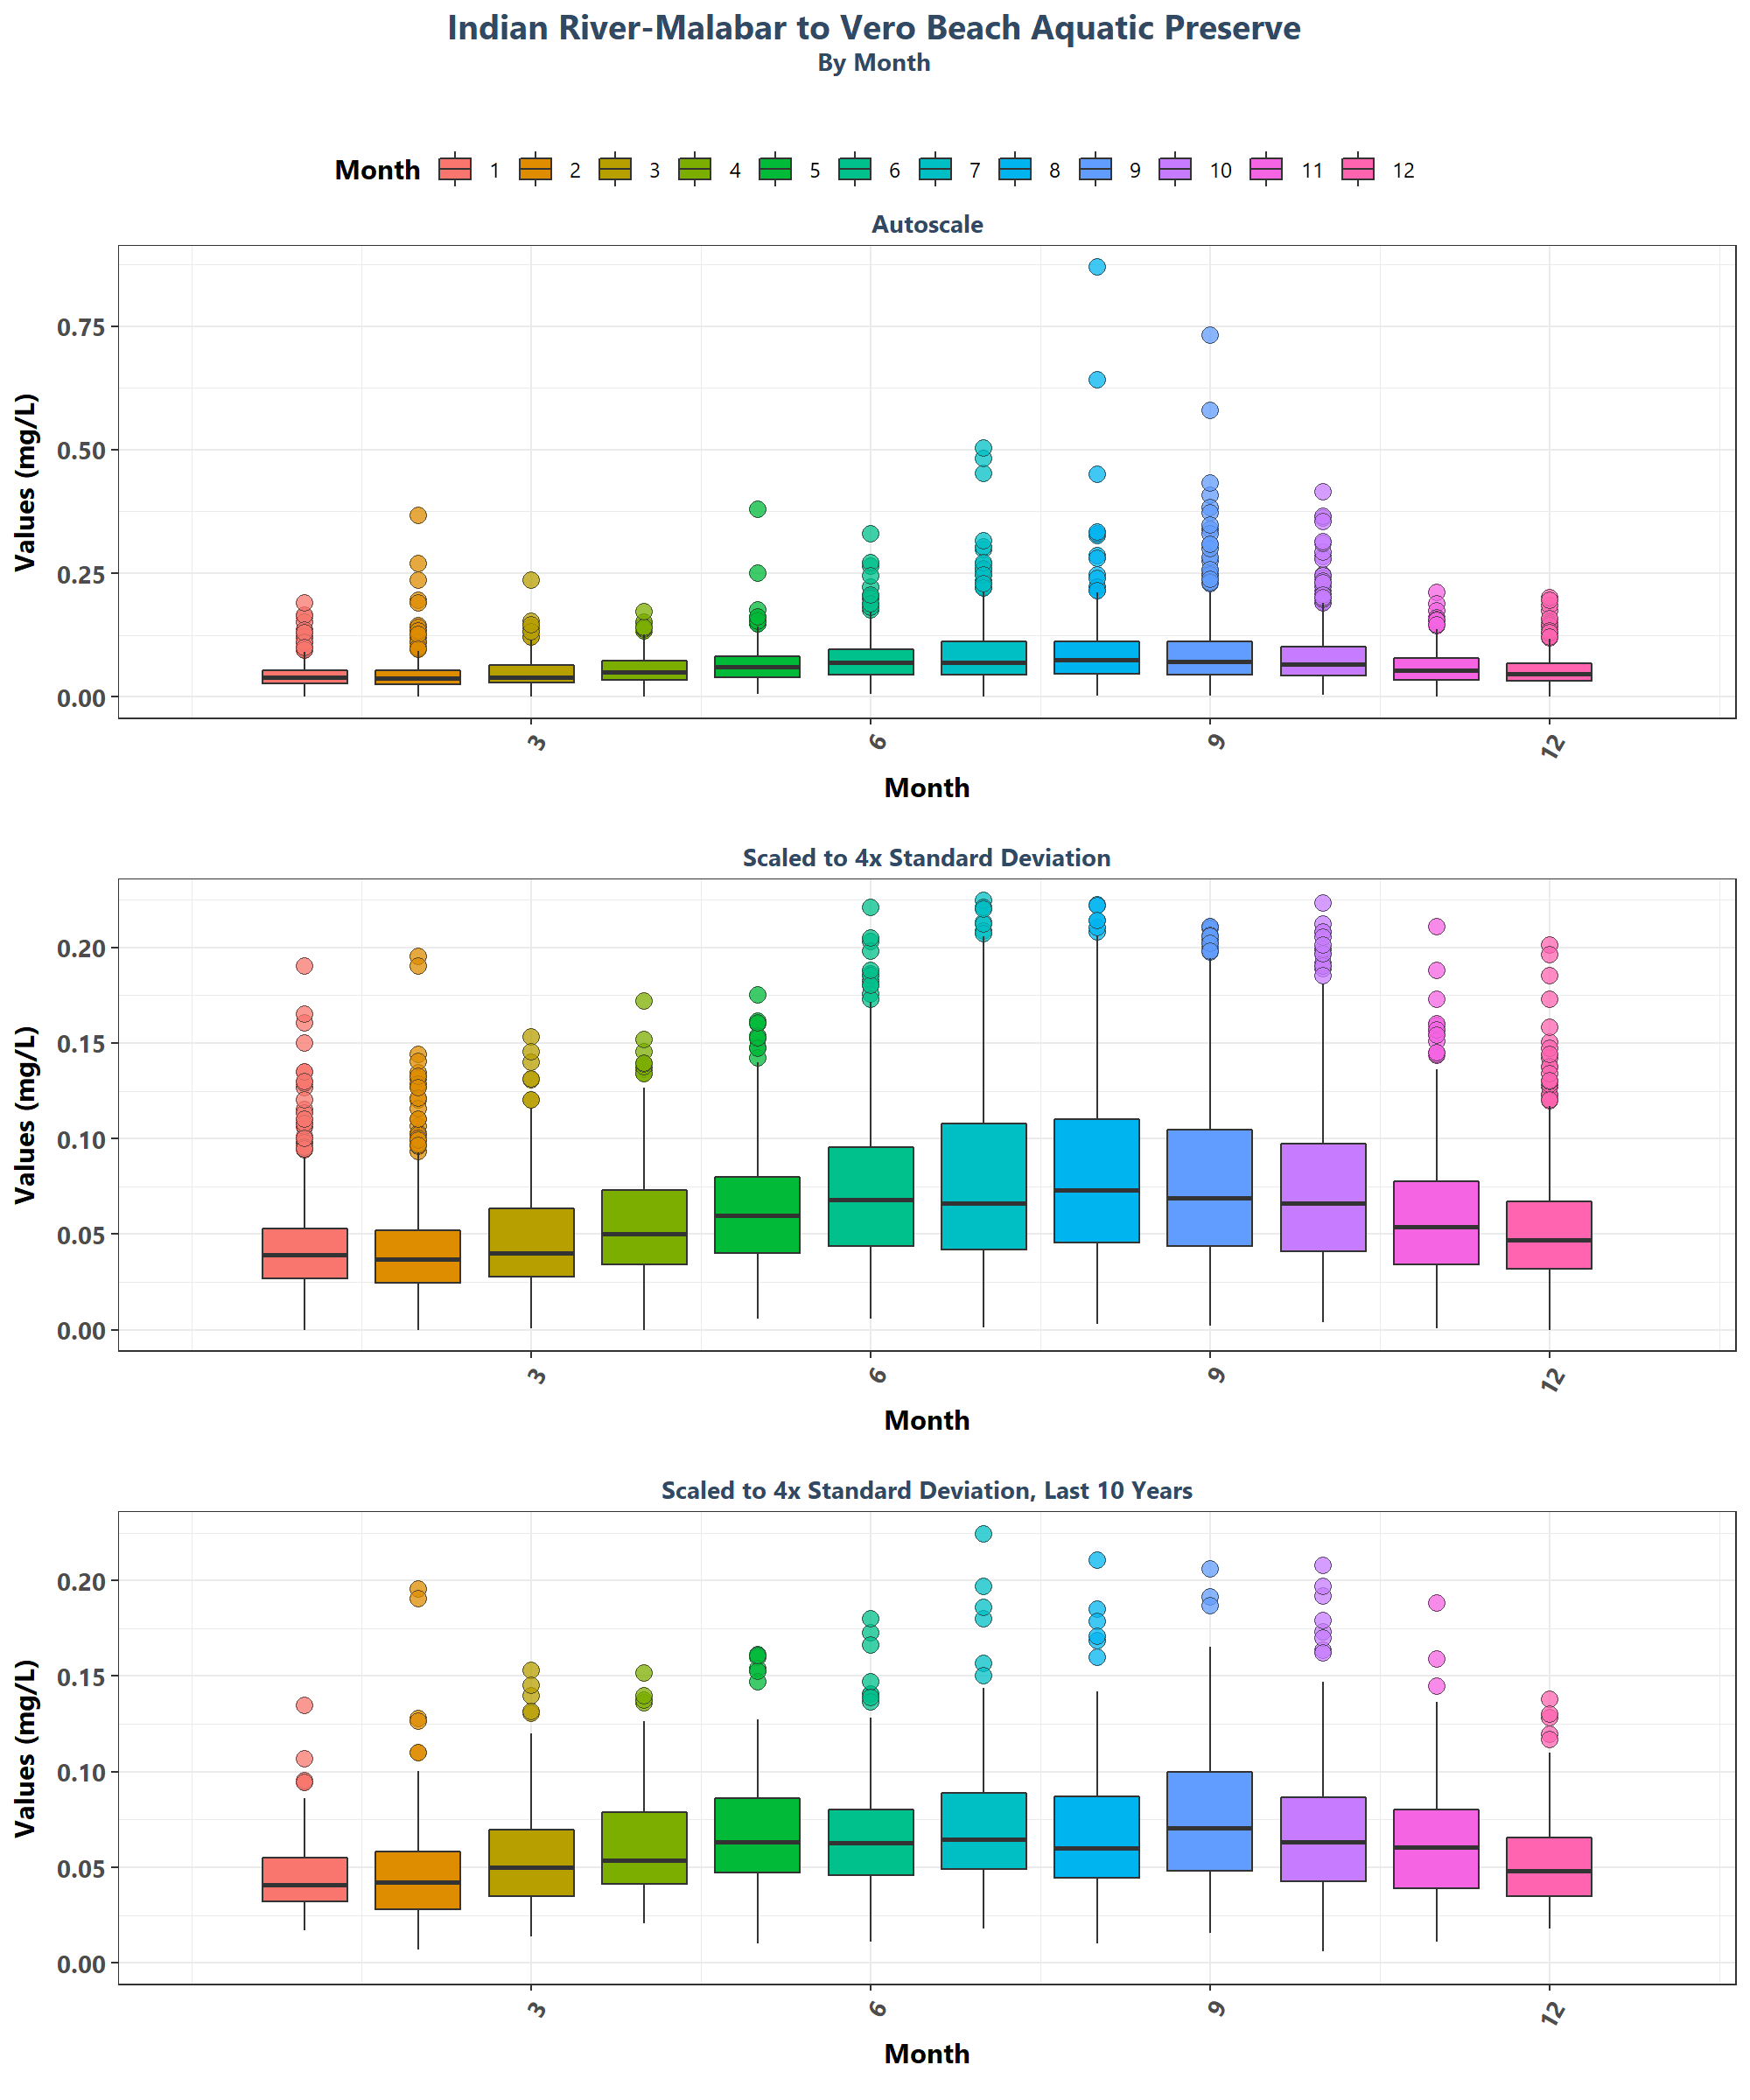 Indian River-Malabar to Vero Beach Aquatic Preserve
By Month
Month 1 2 3 4 5 6 7 8 9 10 11 12
Autoscale
Values (mg/L)
0.75
0.50
0.25
0.00
3 6 9 12
Month
Scaled to 4x Standard Deviation
Values (mg/L)
0.20
0.15
0.10
0.05
0.00
3 6 9 12
Month
Scaled to 4x Standard Deviation, Last 10 Years
Values (mg/L)
0.20
0.15
0.10
0.05
0.00
3 6 9 12
Month